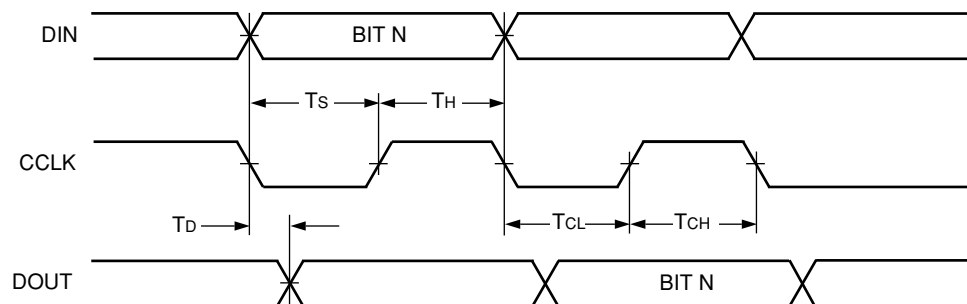 DIN
BIT N
TS
TH
CCLK
TD
TCL
TCH
DOUT
BIT N